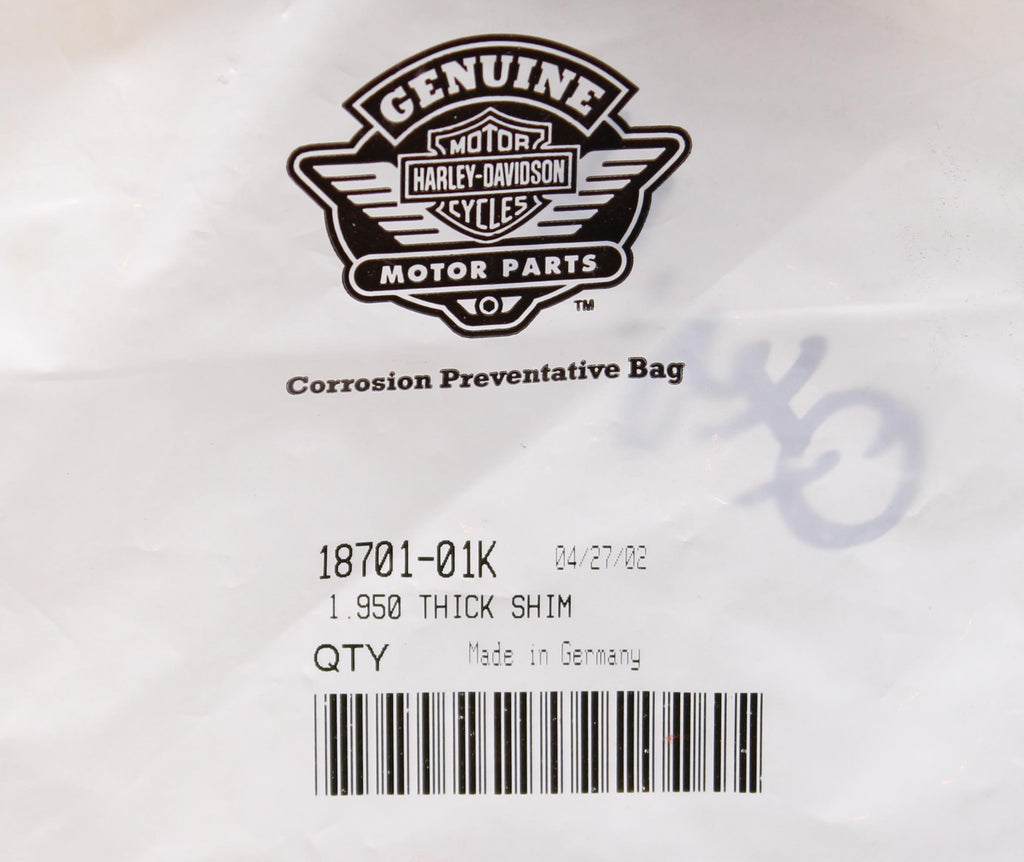 GENUINE
MOTOR
HARLEY-DAVIDSON
CYCLES
MOTOR PARTS
TM
Corrosion Preventative Bag
18701-01K 04/27/02
1.950 THICK SHIM
QTY Made in Germany